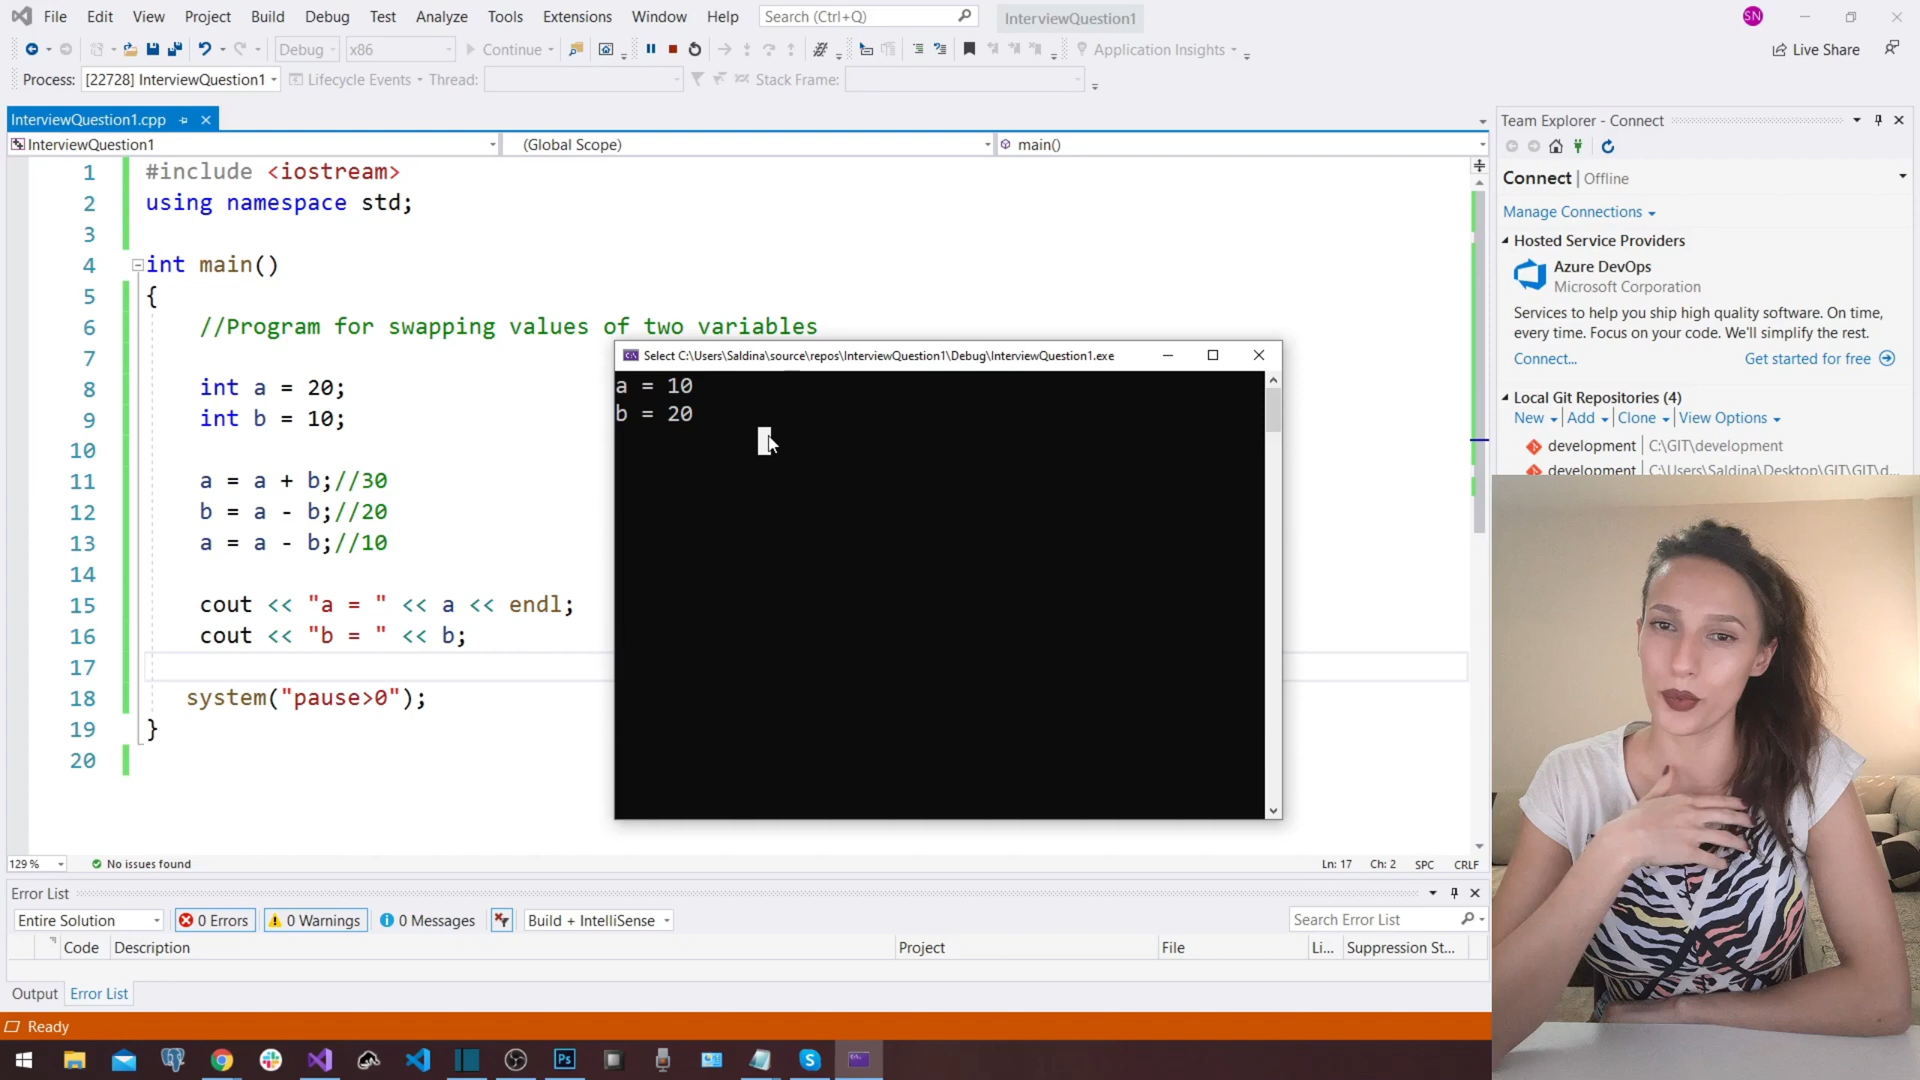 File Edit View Project Build Debug Test Analyze Tools Extensions Window Help Search (Ctrl+Q) InterviewQuestion1 SN
Debug x86 Continue Application Insights Live Share
Process: [22728] InterviewQuestion1 Lifecycle Events Thread: Stack Frame:
InterviewQuestion1.cpp
InterviewQuestion1 (Global Scope) main()
1 #include <iostream>
2 using namespace std;
3
4 int main()
5 {
6 //Program for swapping values of two variables
7
8 int a = 20;
9 int b = 10;
10
11 a = a + b;//30
12 b = a - b;//20
13 a = a - b;//10
14
15 cout << "a = " << a << endl;
16 cout << "b = " << b;
17
18 system("pause>0");
19 }
20
Select C:\Users\Saldina\source\repos\InterviewQuestion1\Debug\InterviewQuestion1.exe
a = 10
b = 20
Team Explorer - Connect
Connect | Offline
Manage Connections
Hosted Service Providers
Azure DevOps
Microsoft Corporation
Services to help you ship high quality software. On time,
every time. Focus on your code. We'll simplify the rest.
Connect... Get started for free
Local Git Repositories (4)
New Add Clone View Options
development | C:\GIT\development
development | C:\Users\Saldina\Desktop\GIT\GIT\d...
129 % No issues found Ln: 17 Ch: 2 SPC CRLF
Error List
Entire Solution 0 Errors 0 Warnings 0 Messages Build + IntelliSense Search Error List
Code Description Project File Li... Suppression St...
Output Error List
Ready
Ps
S